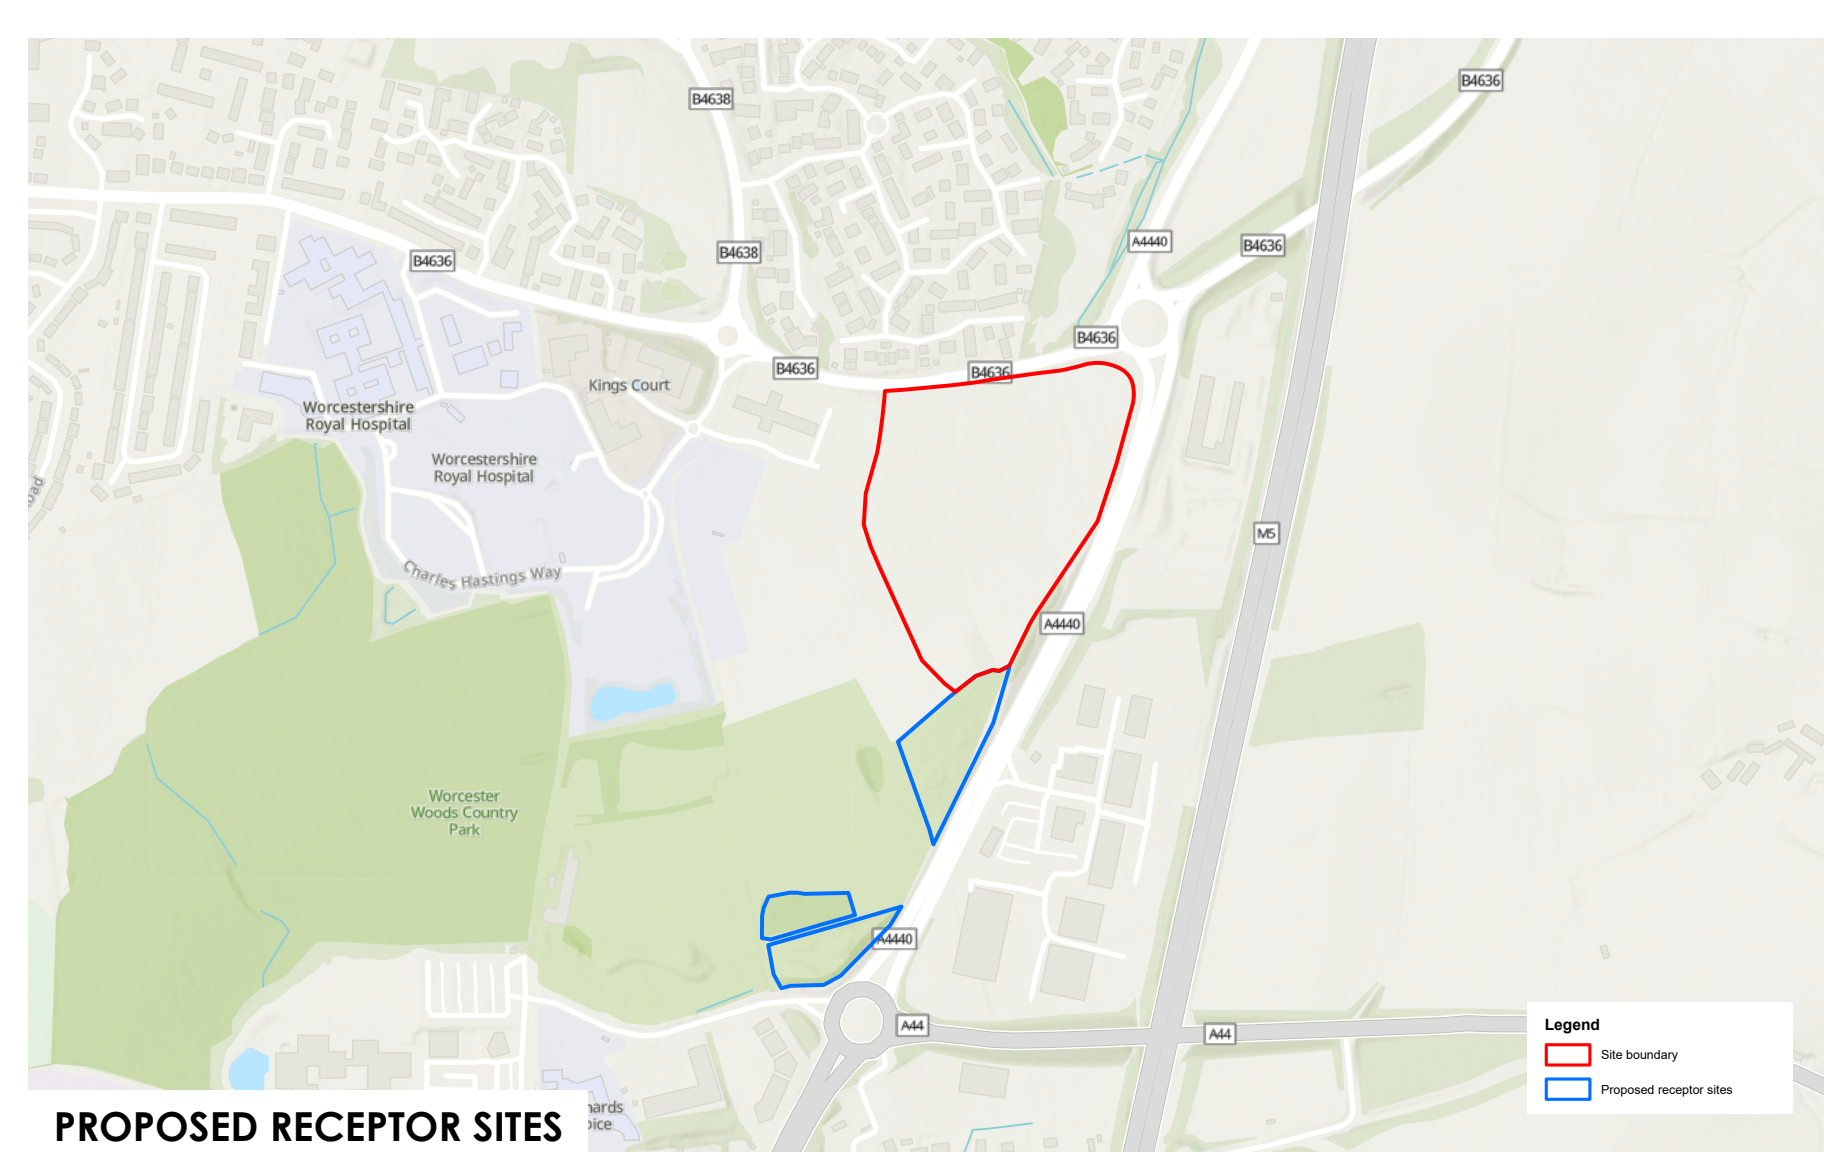 B4638
B4636
B4638
A4440
B4636
B4636
B4636
B4636
B4636
Kings Court
Worcestershire
Royal Hospital
Worcestershire
Royal Hospital
Charles Hastings Way
M5
A4440
Worcester
Woods Country
Park
A4440
A44
A44
Legend
Site boundary
Proposed receptor sites
PROPOSED RECEPTOR SITES